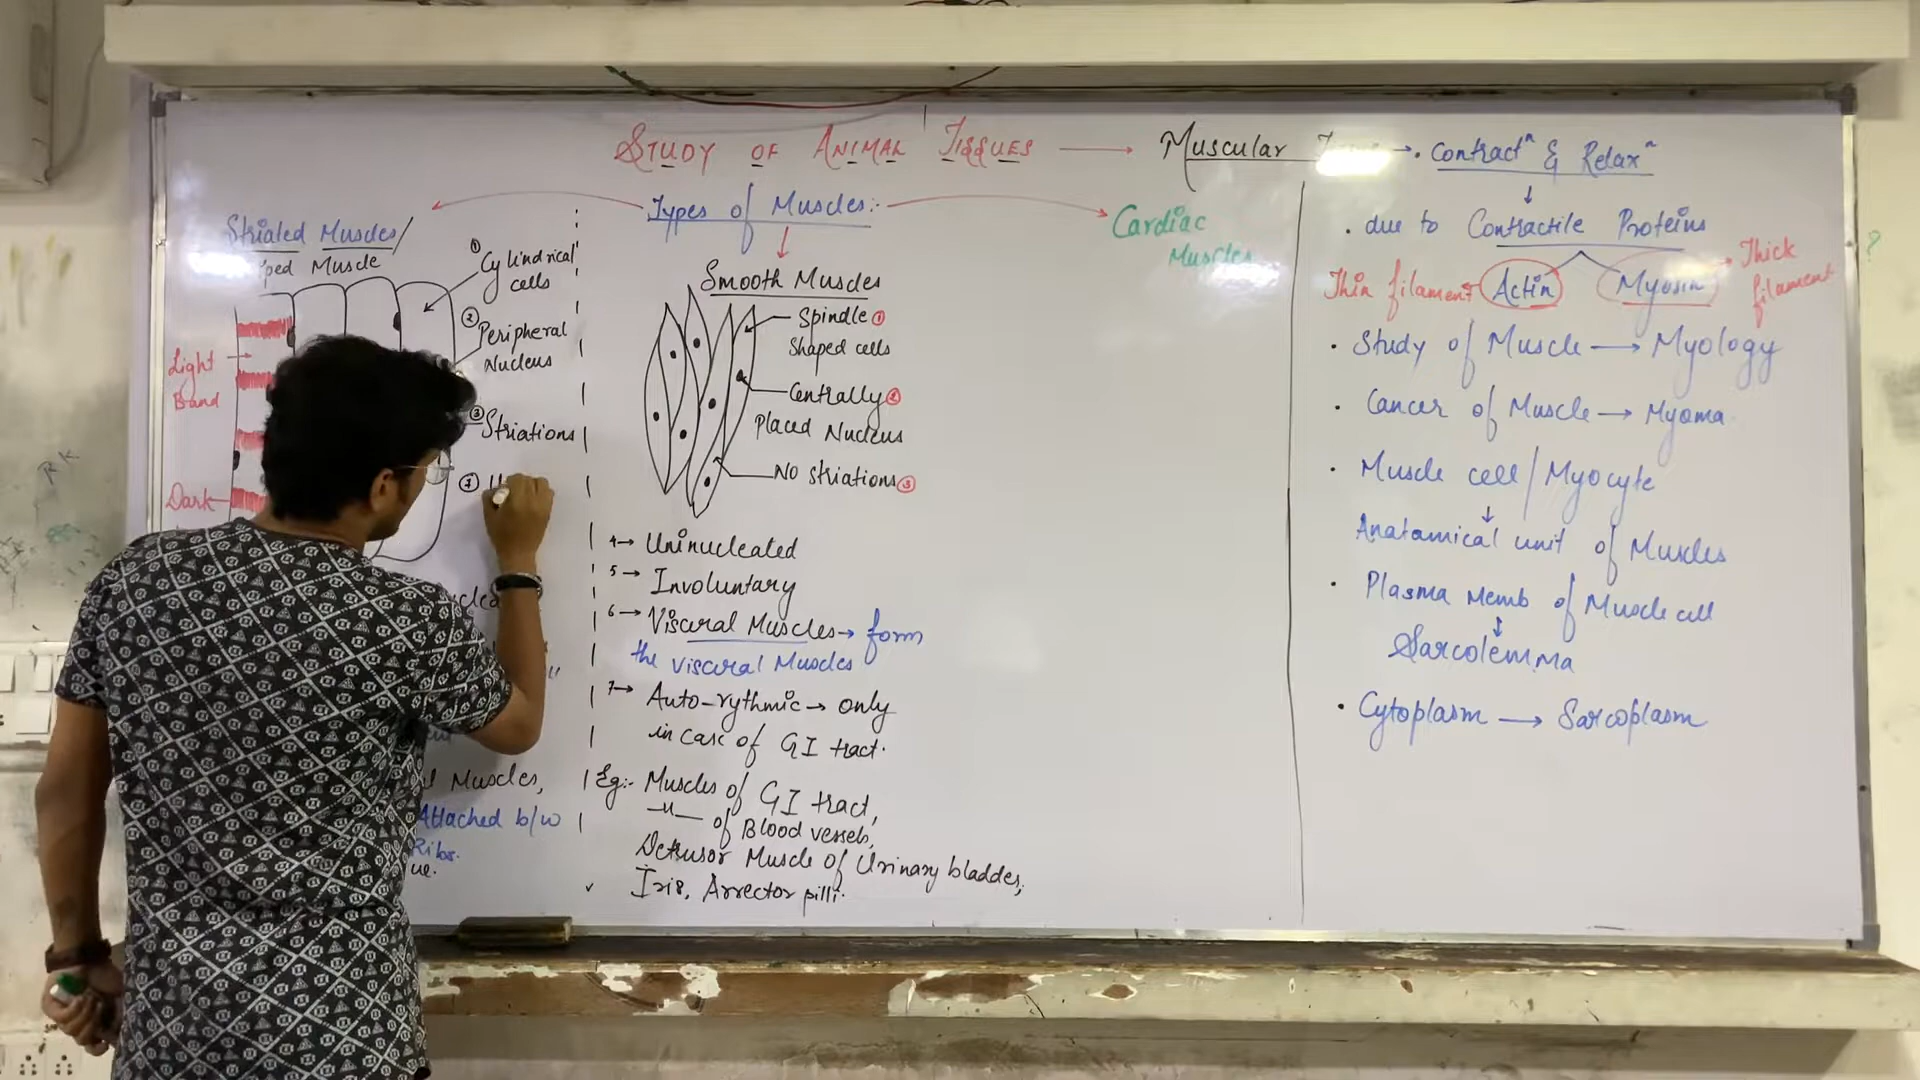 STUDY OF ANIMAL TISSUES → Muscular → . Contractⁿ & Relaxⁿ
Types of Muscles:-
Striated Muscles/
ped Muscle
① Cylindrical
cells
② Peripheral
Nucleus
③ Striations
④
Light
Band
Dark
Muscles,
Attached b/w
Ribs.
ue.
Smooth Muscles
Spindle ①
Shaped cells
Centrally ②
Placed Nucleus
No Striations ③
4→ Uninucleated
5→ Involuntary
6→ Visceral Muscles → form
the visceral Muscles
7→ Auto-rythmic → only
in case of GI tract.
Eg:- Muscles of GI tract,
—"— of Blood vessels,
Detrusor Muscle of Urinary bladder,
Iris, Arrector pilli.
Cardiac
Muscles
↓
. due to Contractile Proteins
Thin filament ← Actin Myosin → Thick
filament
?
. Study of Muscle → Myology
. Cancer of Muscle → Myoma
. Muscle cell / Myocyte
↓
Anatamical unit of Muscles
. Plasma Memb of Muscle cell
↕
Sarcolemma
. Cytoplasm → Sarcoplasm
RK